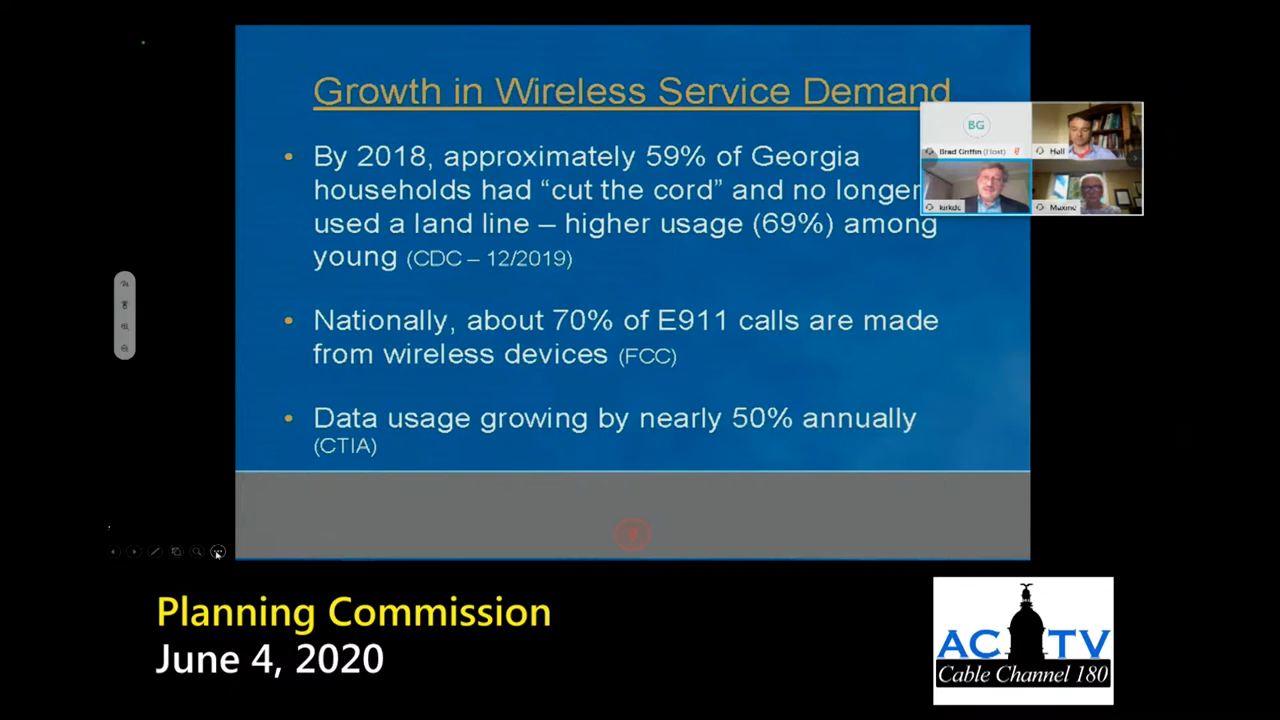 Growth in Wireless Service Demand
• By 2018, approximately 59% of Georgia
households had “cut the cord” and no longer
used a land line – higher usage (69%) among
young (CDC – 12/2019)
• Nationally, about 70% of E911 calls are made
from wireless devices (FCC)
• Data usage growing by nearly 50% annually
(CTIA)
BG
Brad Griffin (Host)
Hall
kirkdc
Maxine
Planning Commission
June 4, 2020
AC TV
Cable Channel 180